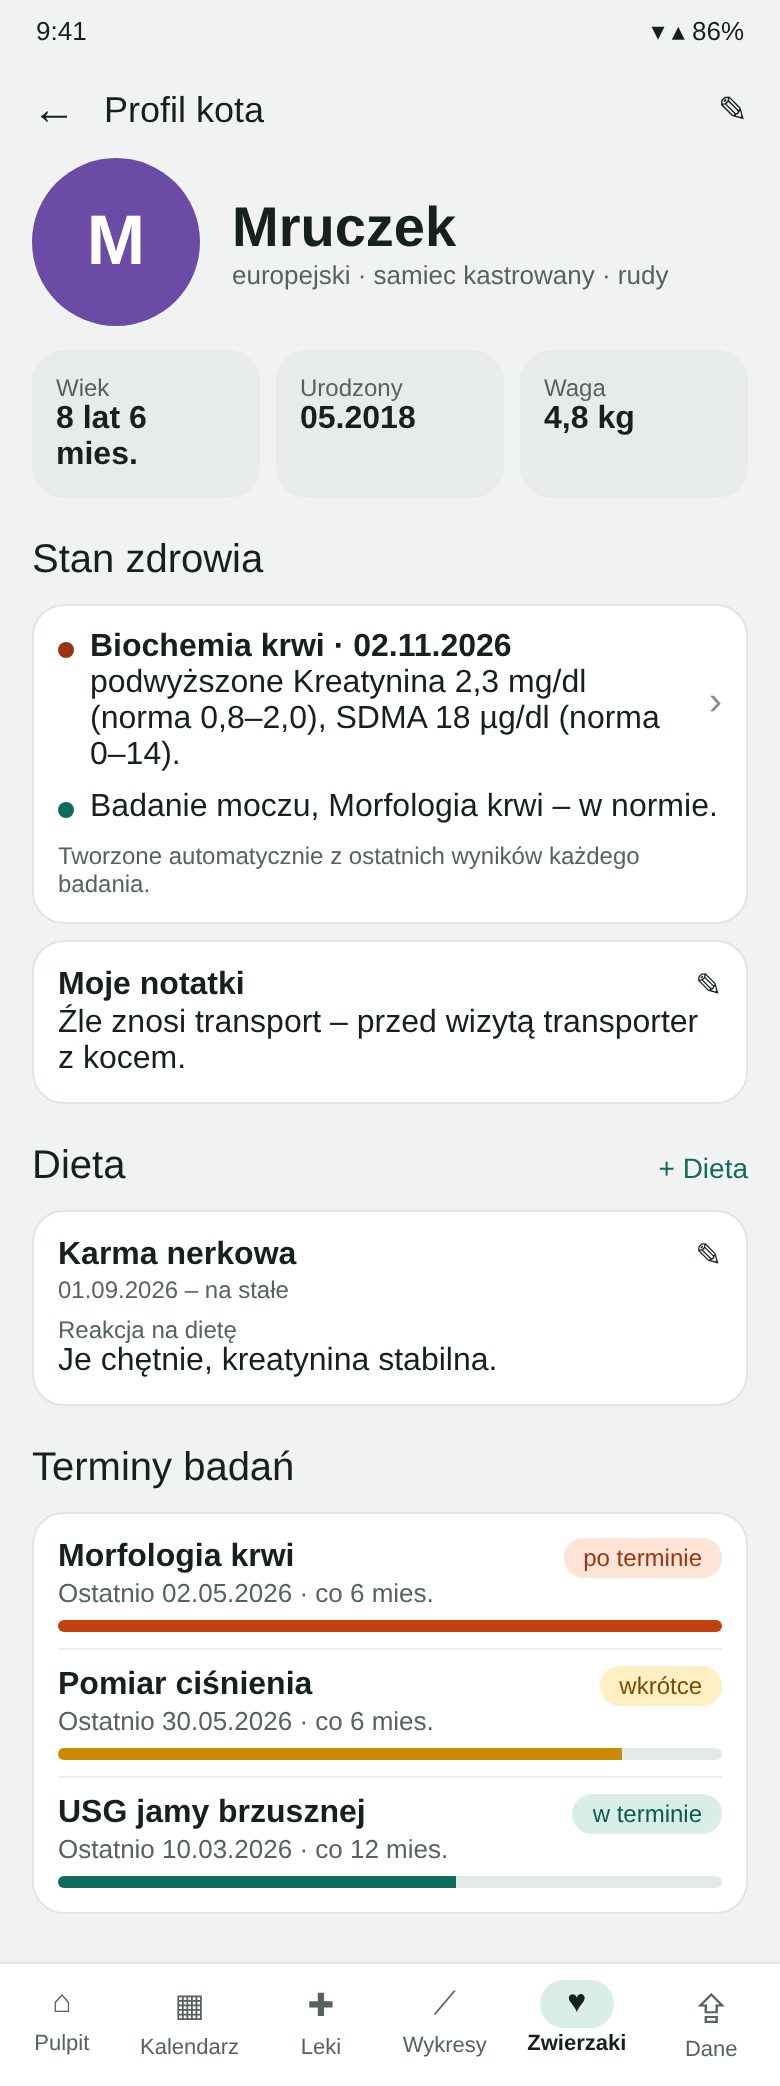 9:41
▼▲ 86%
← Profil kota ✎
M
Mruczek
europejski · samiec kastrowany · rudy
Wiek
8 lat 6
mies.
Urodzony
05.2018
Waga
4,8 kg
Stan zdrowia
Biochemia krwi · 02.11.2026
podwyższone Kreatynina 2,3 mg/dl
(norma 0,8–2,0), SDMA 18 µg/dl (norma
0–14).
Badanie moczu, Morfologia krwi – w normie.
Tworzone automatycznie z ostatnich wyników każdego
badania.
Moje notatki
Źle znosi transport – przed wizytą transporter
z kocem.
Dieta
+ Dieta
Karma nerkowa
01.09.2026 – na stałe
Reakcja na dietę
Je chętnie, kreatynina stabilna.
Terminy badań
Morfologia krwi
po terminie
Ostatnio 02.05.2026 · co 6 mies.
Pomiar ciśnienia
wkrótce
Ostatnio 30.05.2026 · co 6 mies.
USG jamy brzusznej
w terminie
Ostatnio 10.03.2026 · co 12 mies.
Pulpit
Kalendarz
Leki
Wykresy
Zwierzaki
Dane